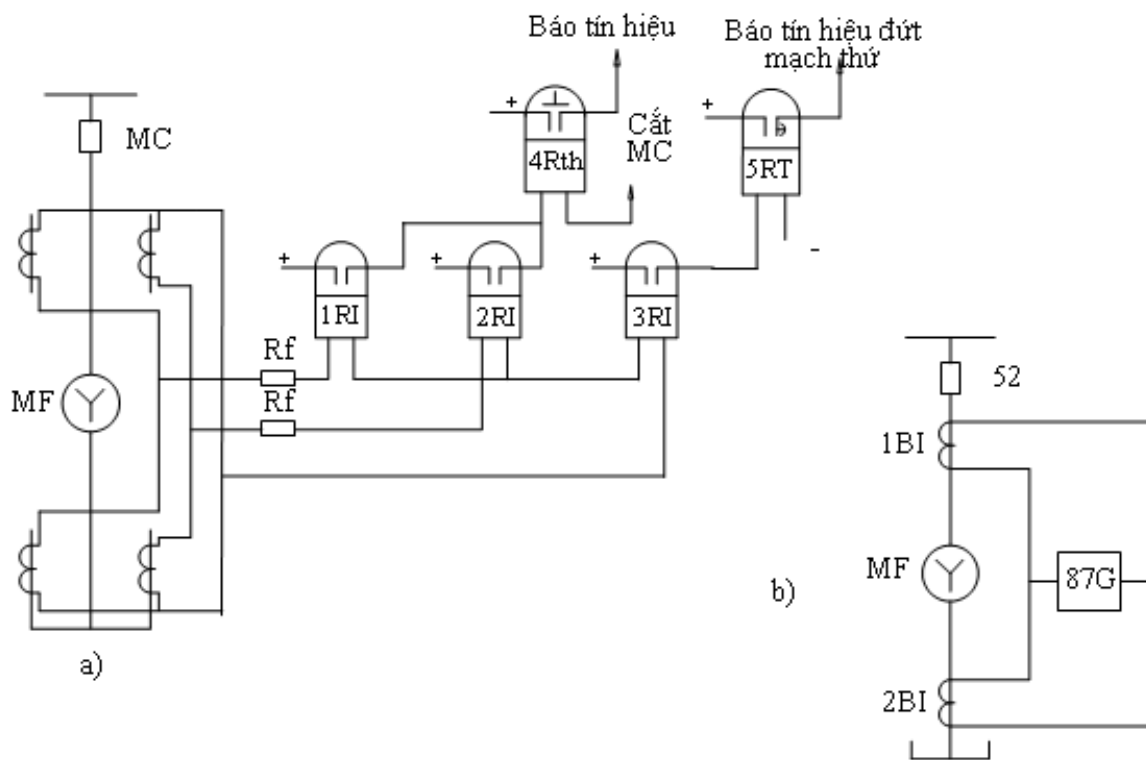 Báo tín hiệu
Báo tín hiệu đứt
mạch thứ
+
+
MC
Cắt
MC
4Rth
5RT
+
+
+
-
1RI
2RI
3RI
Rf
MF
Rf
52
1BI
MF
87G
b)
a)
2BI